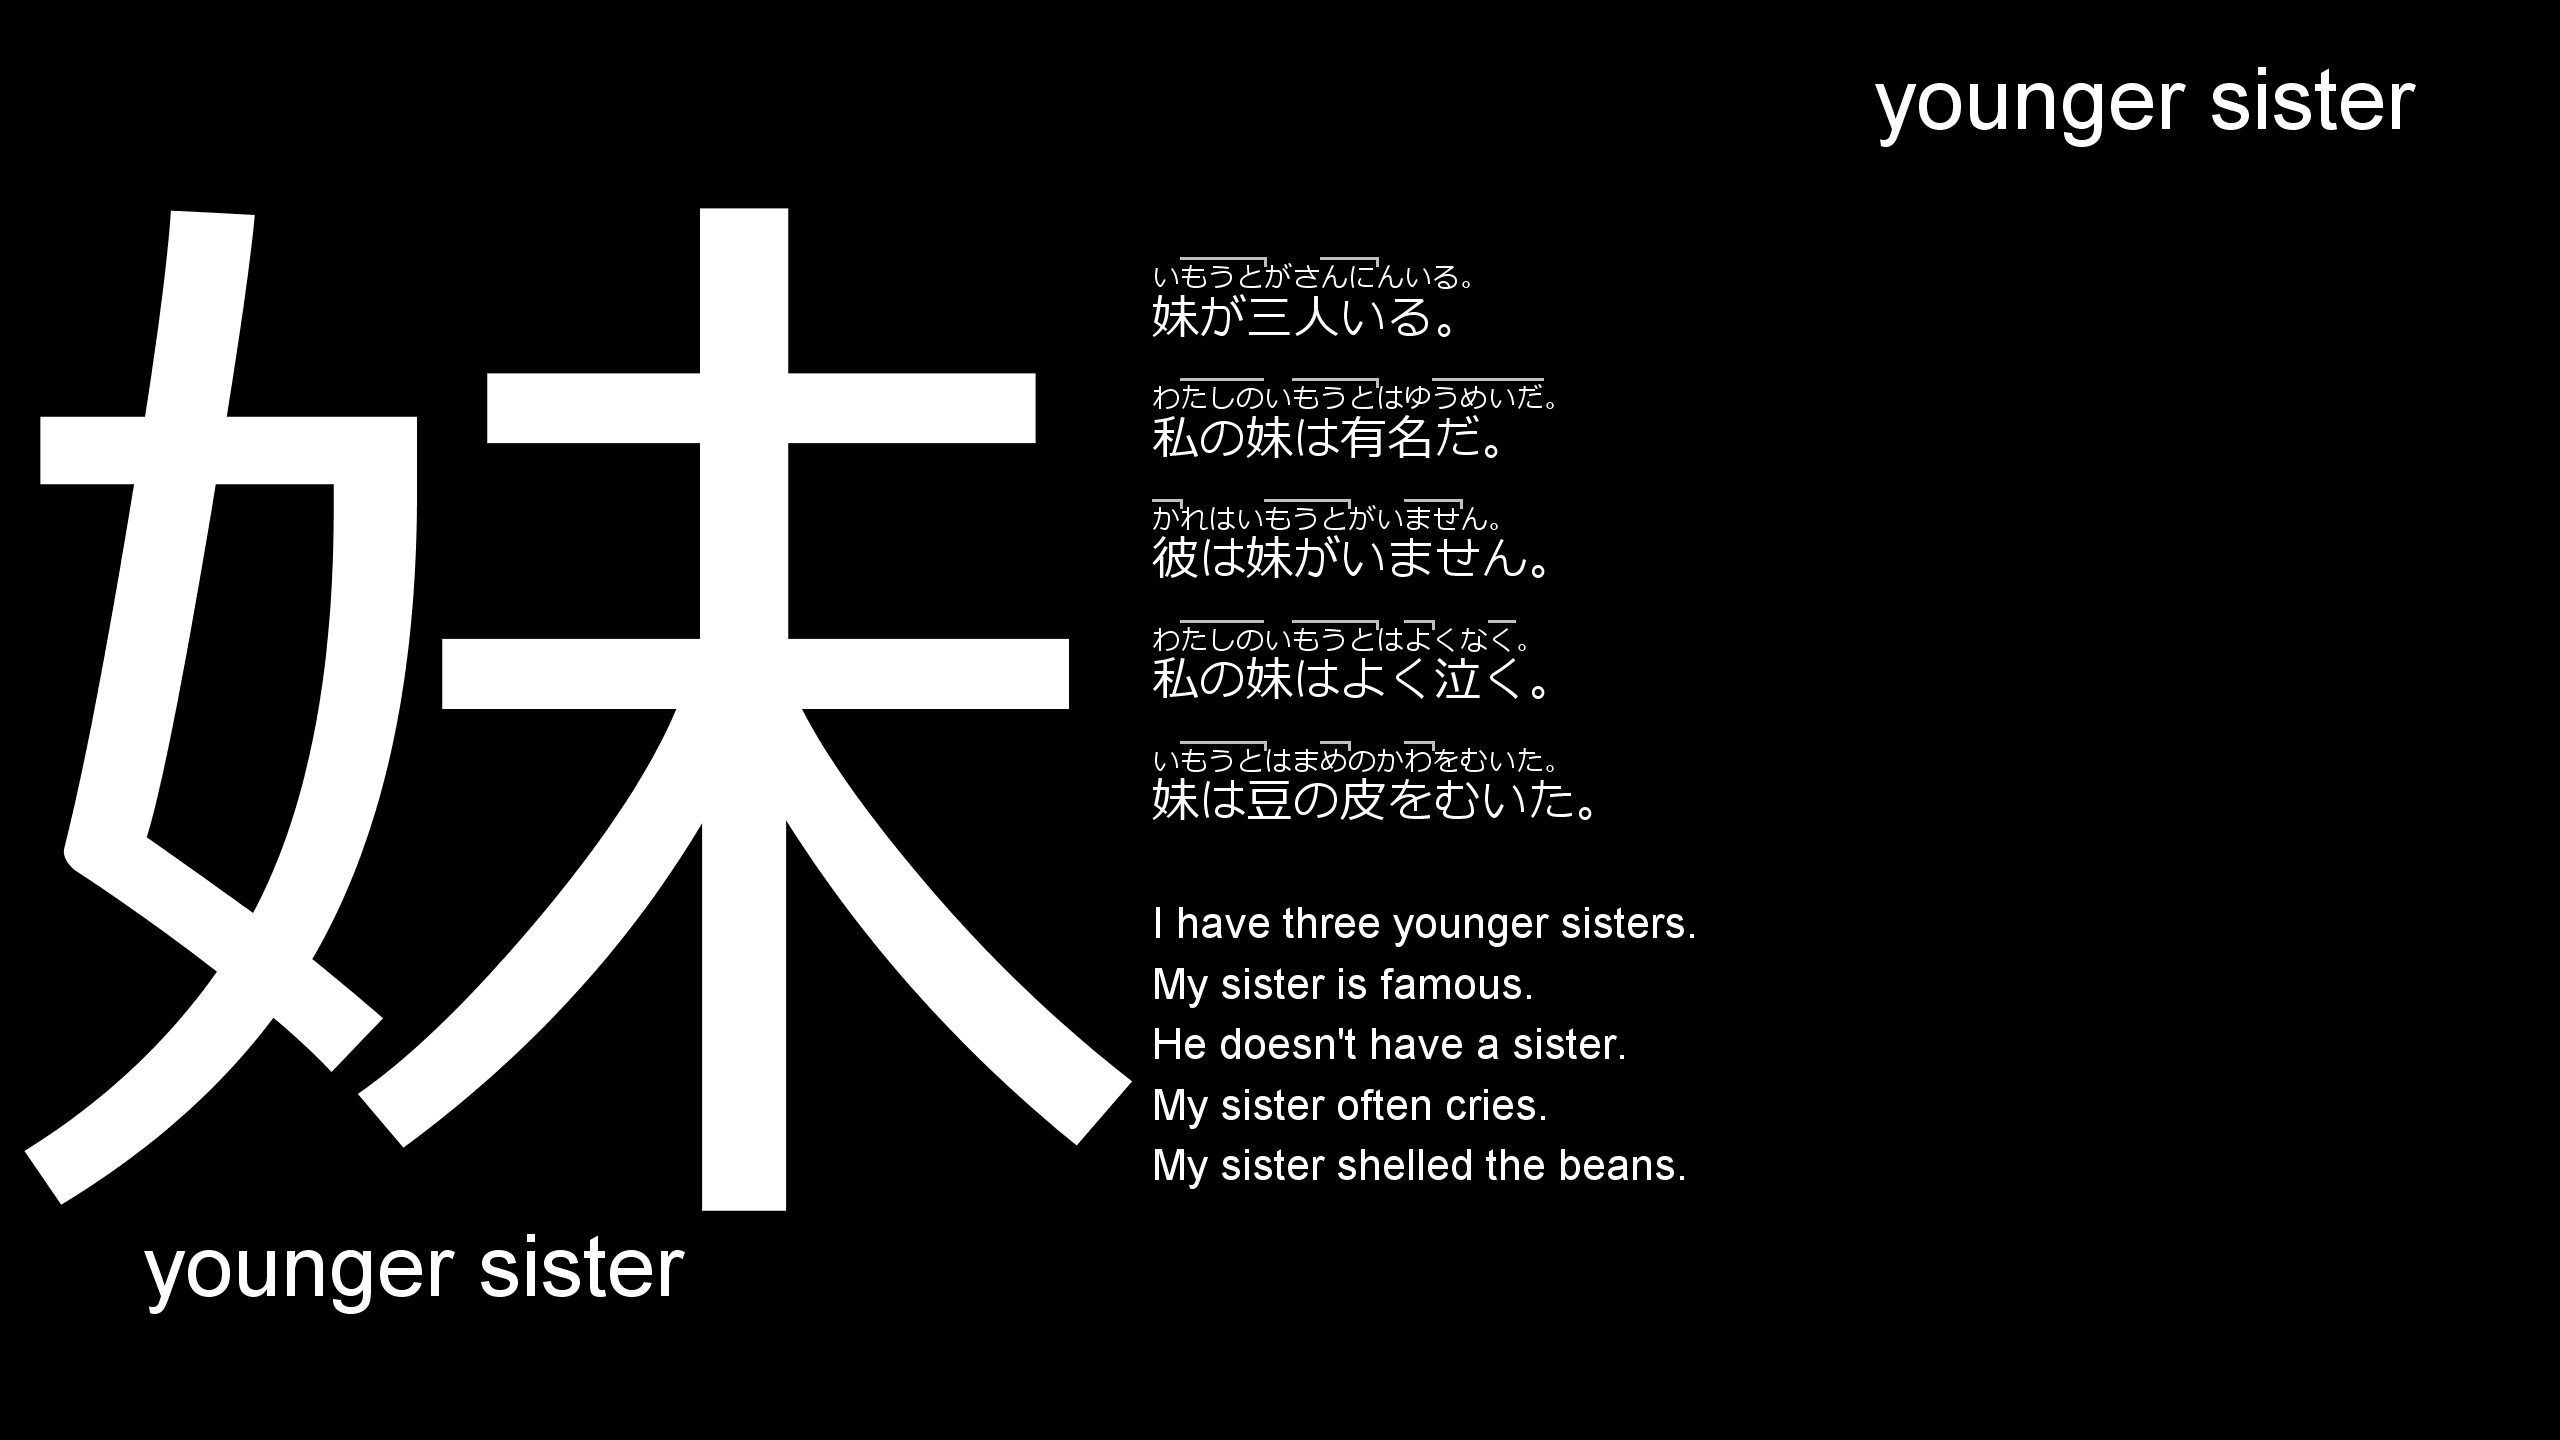 younger sister
妹
いもうとがさんにんいる。
妹が三人いる。
わたしのいもうとはゆうめいだ。
私の妹は有名だ。
かれはいもうとがいません。
彼は妹がいません。
わたしのいもうとはよくなく。
私の妹はよく泣く。
いもうとはまめのかわをむいた。
妹は豆の皮をむいた。
I have three younger sisters.
My sister is famous.
He doesn't have a sister.
My sister often cries.
My sister shelled the beans.
younger sister